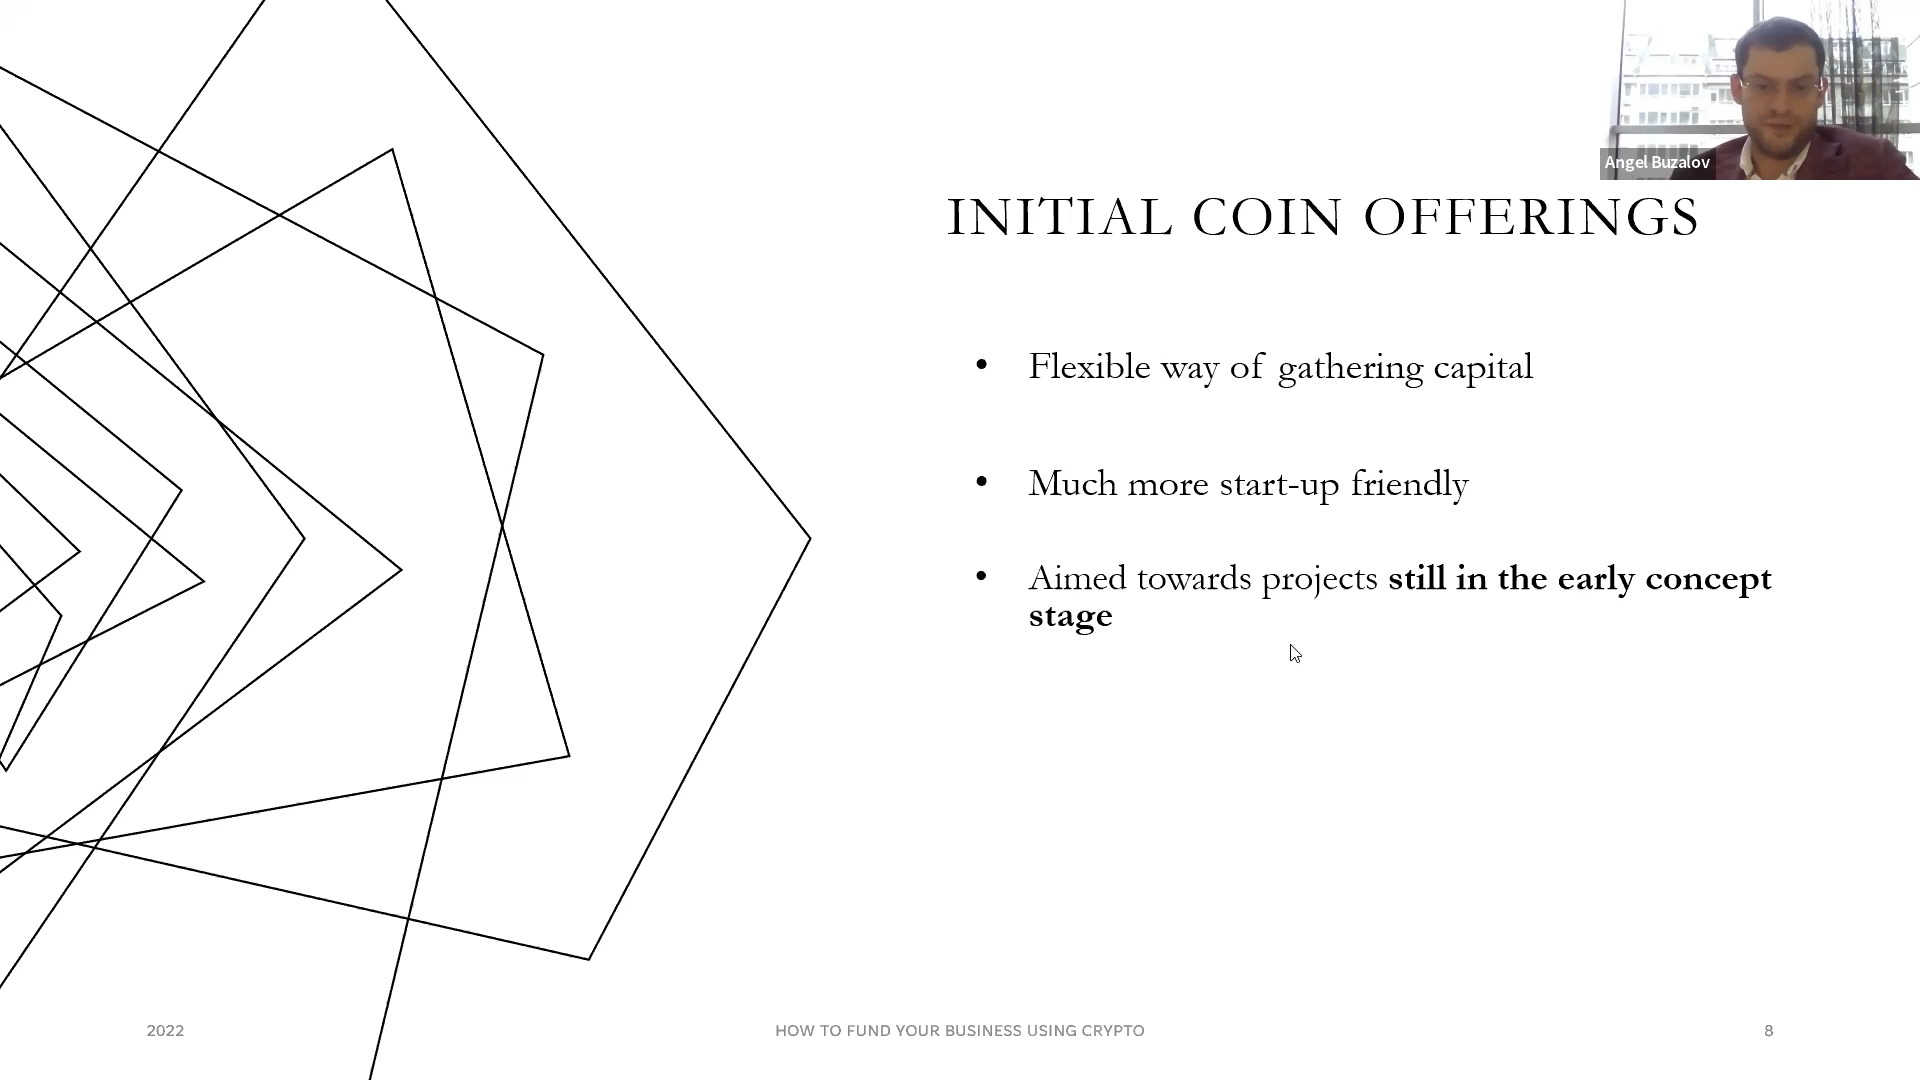 Angel Buzalov
INITIAL COIN OFFERINGS
• Flexible way of gathering capital
• Much more start-up friendly
• Aimed towards projects still in the early concept
stage
2022
HOW TO FUND YOUR BUSINESS USING CRYPTO
8